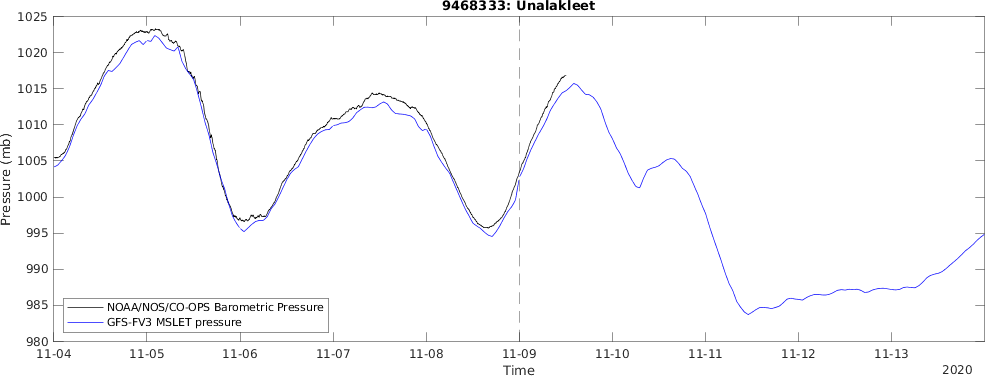 9468333: Unalakleet
Pressure (mb)
1025
1020
1015
1010
1005
1000
995
990
985
980
NOAA/NOS/CO-OPS Barometric Pressure
GFS-FV3 MSLET pressure
11-04 11-05 11-06 11-07 11-08 11-09 11-10 11-11 11-12 11-13
Time
2020